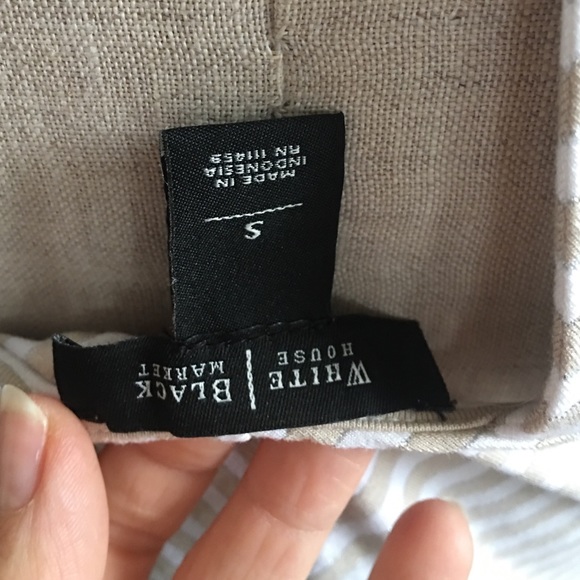 WHITE HOUSE | BLACK MARKET
S
MADE IN
INDONESIA
RN 111459